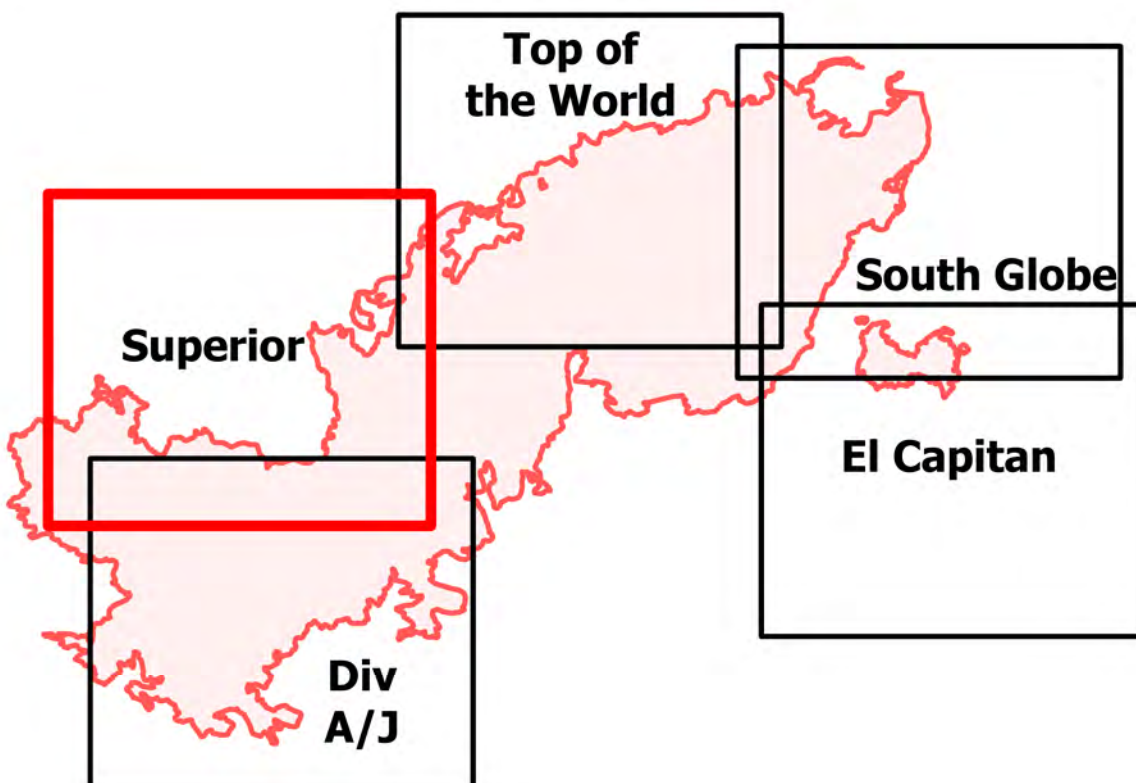 Top of
the World
South Globe
Superior
El Capitan
Div
A/J